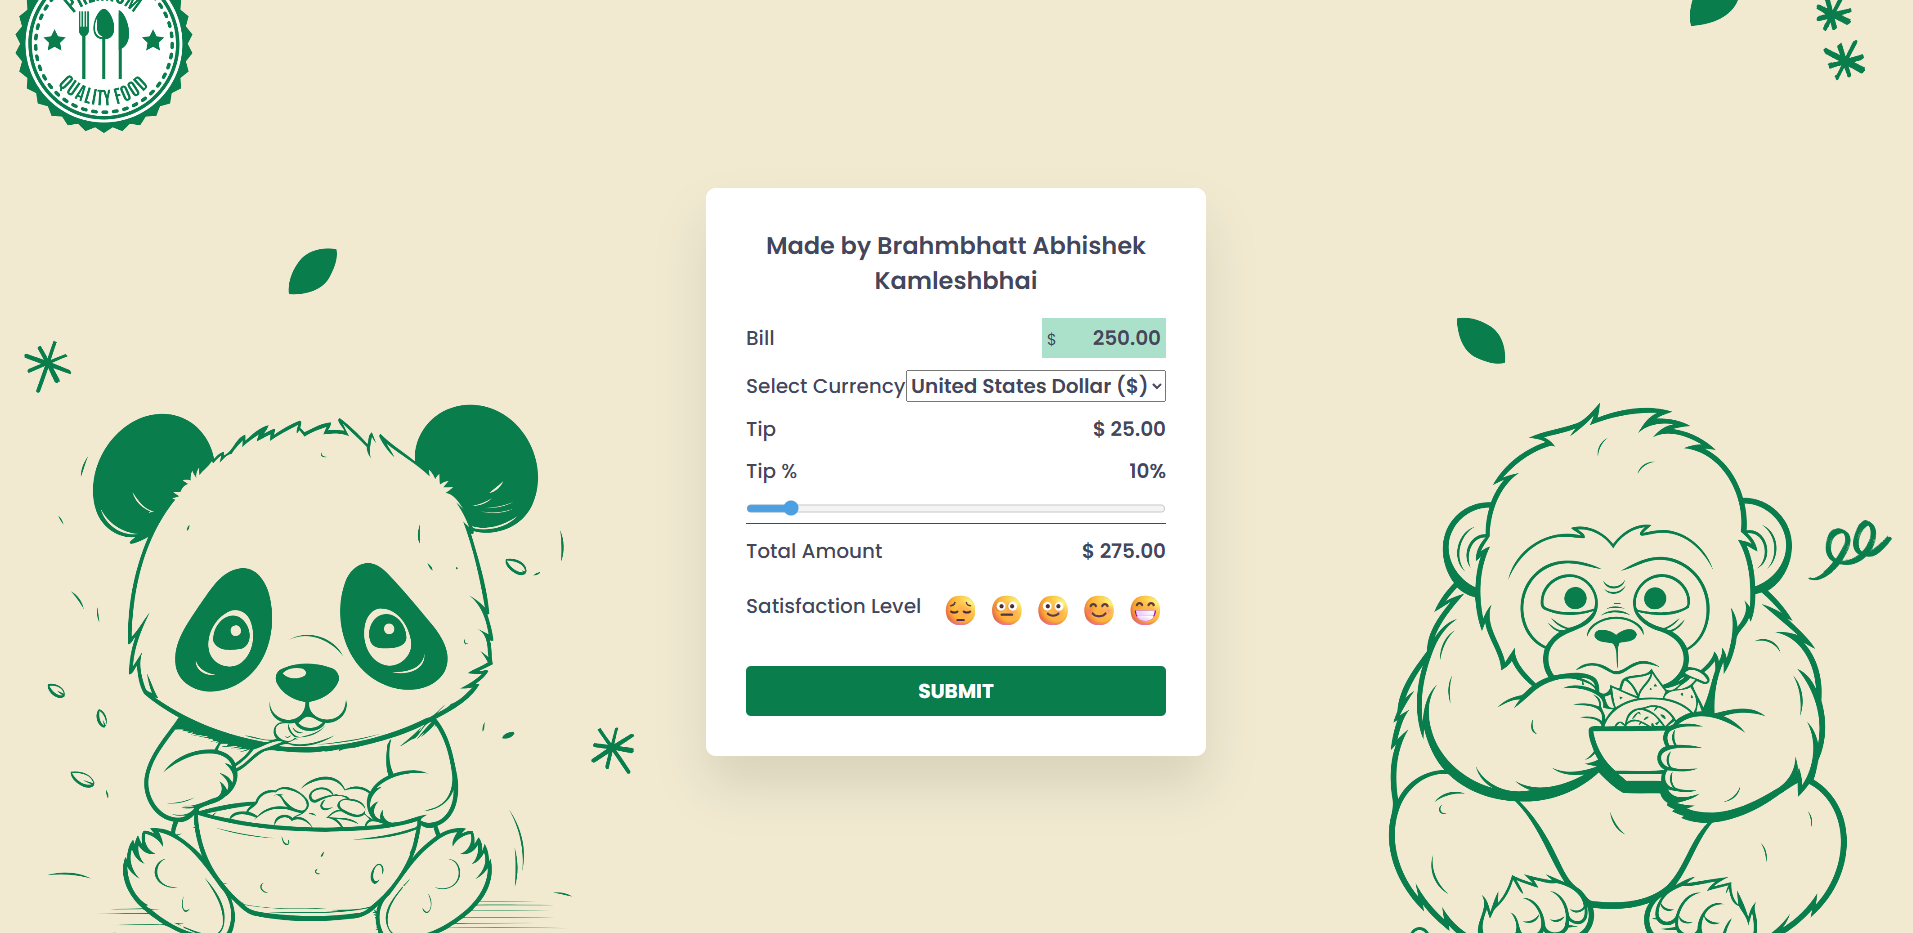 PREMIUM
QUALITY FOOD
Made by Brahmbhatt Abhishek
Kamleshbhai
Bill $ 250.00
Select Currency United States Dollar ($)
Tip $ 25.00
Tip % 10%
Total Amount $ 275.00
Satisfaction Level
SUBMIT